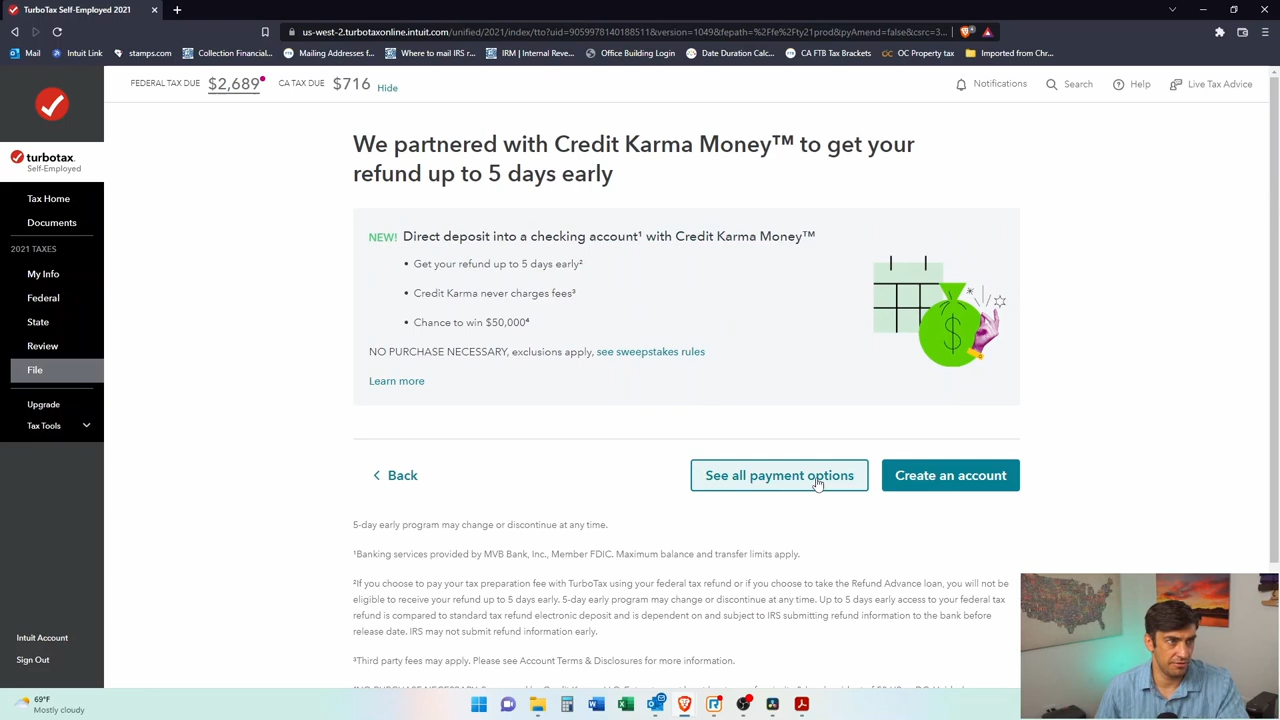 TurboTax Self-Employed 2021
us-west-2.turbotaxonline.intuit.com/unified/2021/index/tto?uid=9059978140188511&version=1049&fepath=%2Ffe%2Fty21prod&pyAmend=false&csrc=3...
Mail
Intuit Link
stamps.com
Collection Financial...
Mailing Addresses f...
Where to mail IRS r...
IRM | Internal Reve...
Office Building Login
Date Duration Calc...
CA FTB Tax Brackets
OC Property tax
Imported from Chr...
FEDERAL TAX DUE $2,689 CA TAX DUE $716 Hide
Notifications
Search
Help
Live Tax Advice
turbotax
Self-Employed
Tax Home
Documents
2021 TAXES
My Info
Federal
State
Review
File
Upgrade
Tax Tools
Intuit Account
Sign Out
We partnered with Credit Karma Money™ to get your
refund up to 5 days early
NEW! Direct deposit into a checking account¹ with Credit Karma Money™
• Get your refund up to 5 days early²
• Credit Karma never charges fees³
• Chance to win $50,000⁴
NO PURCHASE NECESSARY, exclusions apply, see sweepstakes rules
Learn more
Back
See all payment options
Create an account
5-day early program may change or discontinue at any time.
¹Banking services provided by MVB Bank, Inc., Member FDIC. Maximum balance and transfer limits apply.
²If you choose to pay your tax preparation fee with TurboTax using your federal tax refund or if you choose to take the Refund Advance loan, you will not be
eligible to receive your refund up to 5 days early. 5-day early program may change or discontinue at any time. Up to 5 days early access to your federal tax
refund is compared to standard tax refund electronic deposit and is dependent on and subject to IRS submitting refund information to the bank before
release date. IRS may not submit refund information early.
³Third party fees may apply. Please see Account Terms & Disclosures for more information.
69°F
Mostly cloudy